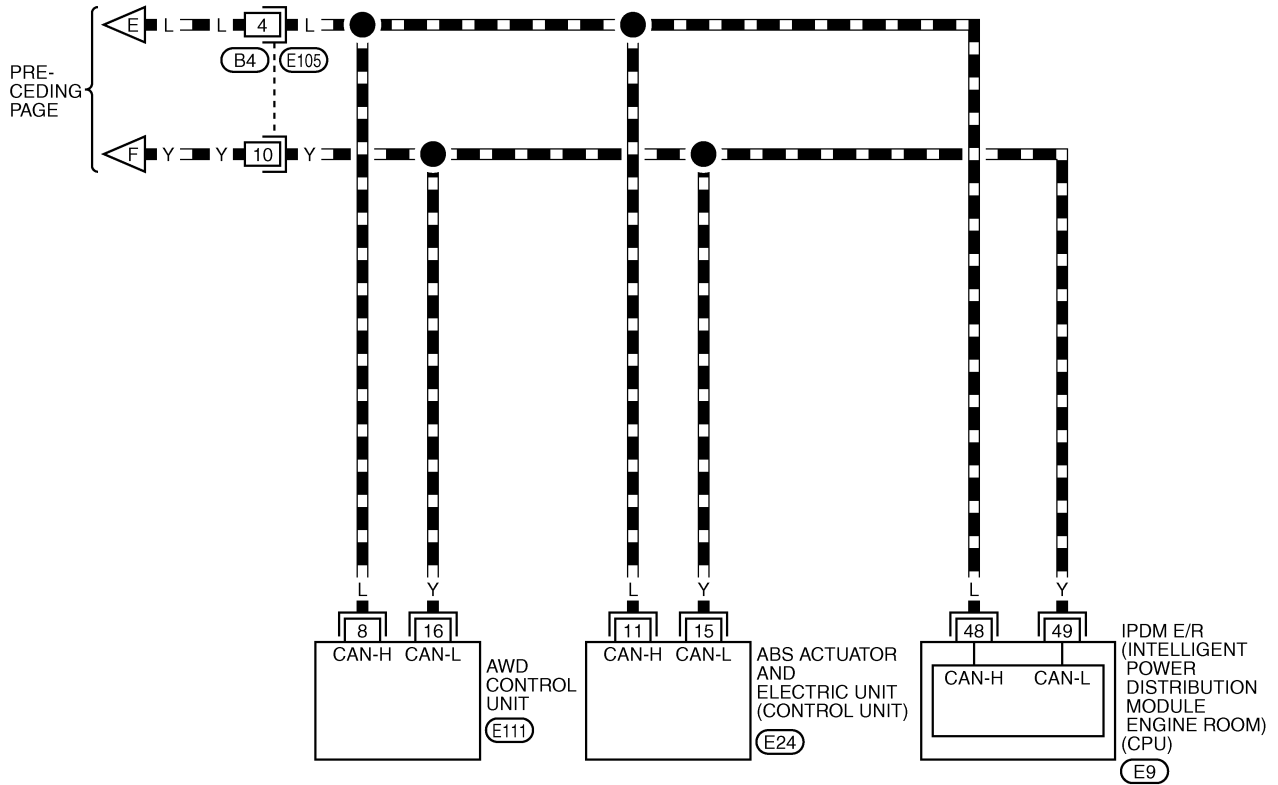 E L L 4 L
B4 E105
PRE-
CEDING
PAGE
F Y Y 10 Y
L Y L Y L Y
8 16 11 15 48 49
CAN-H CAN-L
AWD
CONTROL
UNIT
E111
CAN-H CAN-L
ABS ACTUATOR
AND
ELECTRIC UNIT
(CONTROL UNIT)
E24
CAN-H CAN-L
IPDM E/R
(INTELLIGENT
POWER
DISTRIBUTION
MODULE
ENGINE ROOM)
(CPU)
E9